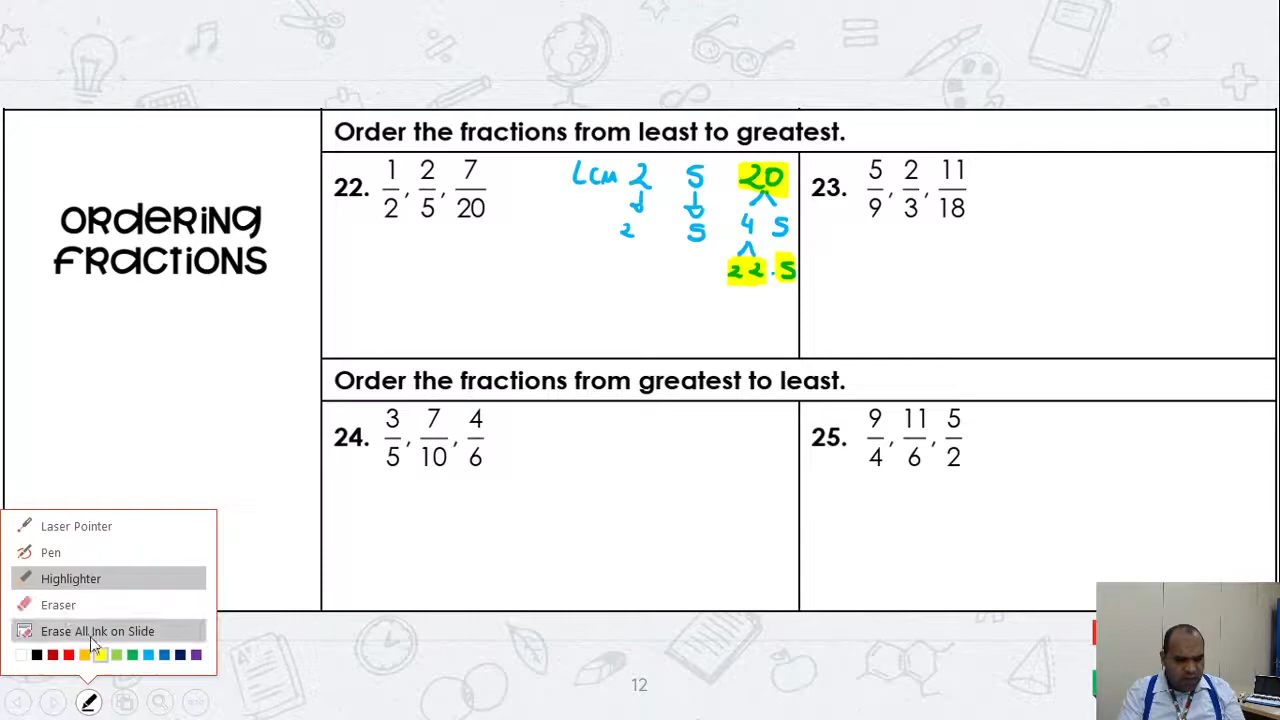 Order the fractions from least to greatest.
ORDERING
FRACTIONS
22. 1/2, 2/5, 7/20
LCM 2 5 20
2 5 4 5
2 2 . 5
23. 5/9, 2/3, 11/18
Order the fractions from greatest to least.
24. 3/5, 7/10, 4/6
25. 9/4, 11/6, 5/2
Laser Pointer
Pen
Highlighter
Eraser
Erase All Ink on Slide
12